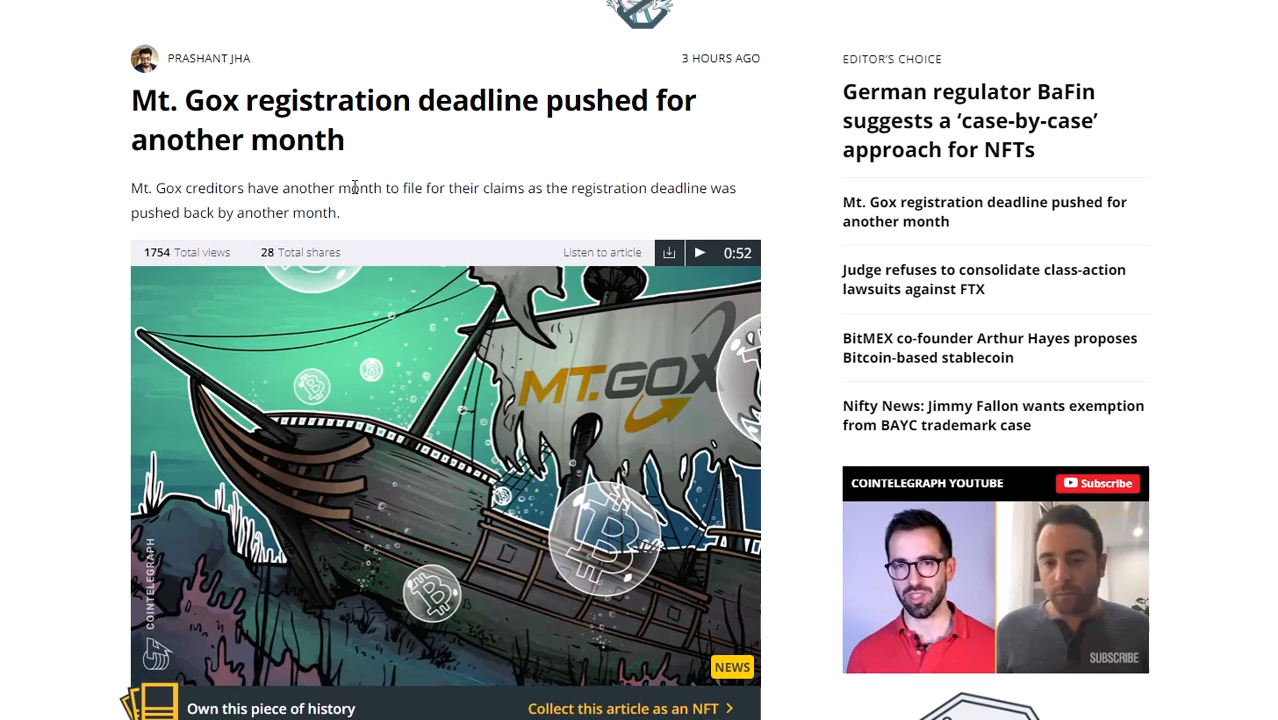 PRASHANT JHA
3 HOURS AGO
Mt. Gox registration deadline pushed for
another month
Mt. Gox creditors have another month to file for their claims as the registration deadline was
pushed back by another month.
1754 Total views
28 Total shares
Listen to article
0:52
MT.GOX
COINTELEGRAPH
NEWS
Own this piece of history
Collect this article as an NFT
EDITOR'S CHOICE
German regulator BaFin
suggests a ‘case-by-case’
approach for NFTs
Mt. Gox registration deadline pushed for
another month
Judge refuses to consolidate class-action
lawsuits against FTX
BitMEX co-founder Arthur Hayes proposes
Bitcoin-based stablecoin
Nifty News: Jimmy Fallon wants exemption
from BAYC trademark case
COINTELEGRAPH YOUTUBE
Subscribe
SUBSCRIBE